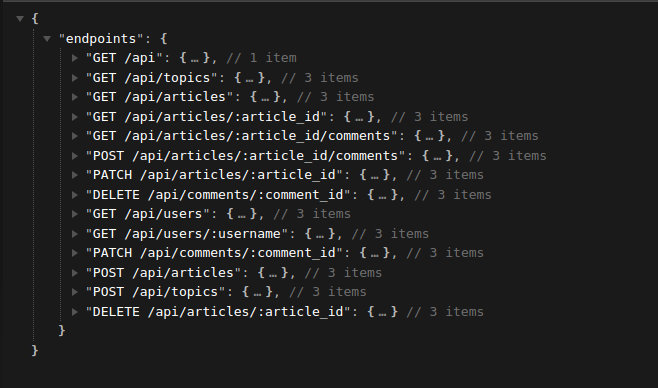 {
"endpoints": {
"GET /api": {…}, // 1 item
"GET /api/topics": {…}, // 3 items
"GET /api/articles": {…}, // 3 items
"GET /api/articles/:article_id": {…}, // 3 items
"GET /api/articles/:article_id/comments": {…}, // 3 items
"POST /api/articles/:article_id/comments": {…}, // 3 items
"PATCH /api/articles/:article_id": {…}, // 3 items
"DELETE /api/comments/:comment_id": {…}, // 3 items
"GET /api/users": {…}, // 3 items
"GET /api/users/:username": {…}, // 3 items
"PATCH /api/comments/:comment_id": {…}, // 3 items
"POST /api/articles": {…}, // 3 items
"POST /api/topics": {…}, // 3 items
"DELETE /api/articles/:article_id": {…} // 3 items
}
}